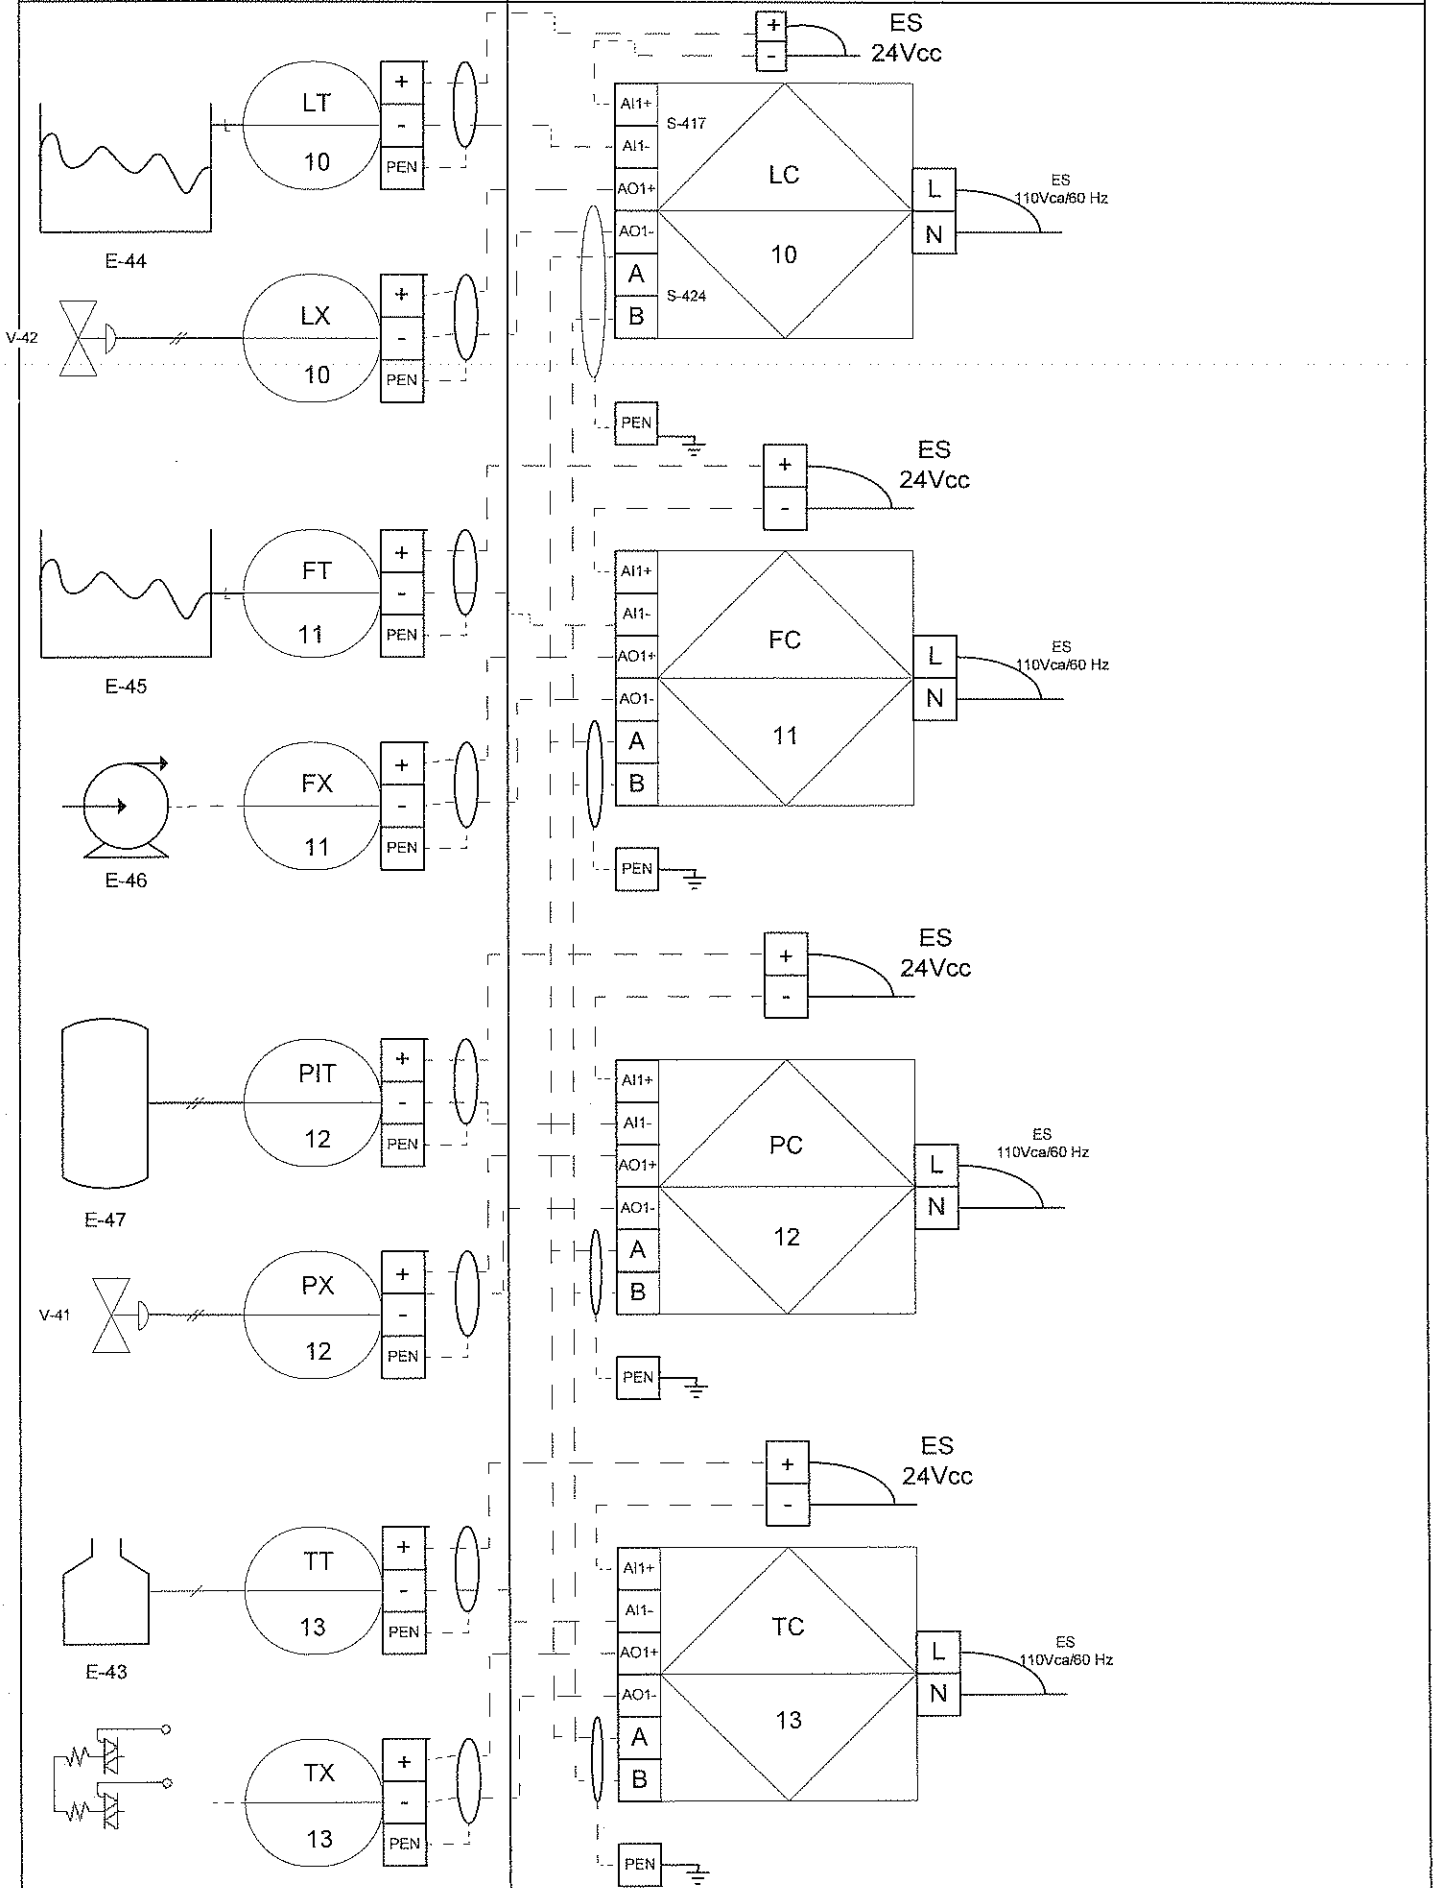 +
-
ES
24Vcc
LT
10
+
-
PEN
E-44
AI1+
AI1-
AO1+
AO1-
A
B
S-417
S-424
LC
10
L
N
ES
110Vca/60 Hz
V-42
LX
10
+
-
PEN
PEN
+
-
ES
24Vcc
FT
11
+
-
PEN
E-45
AI1+
AI1-
AO1+
AO1-
A
B
FC
11
L
N
ES
110Vca/60 Hz
FX
11
+
-
PEN
E-46
PEN
+
-
ES
24Vcc
PIT
12
+
-
PEN
E-47
AI1+
AI1-
AO1+
AO1-
A
B
PC
12
L
N
ES
110Vca/60 Hz
V-41
PX
12
+
-
PEN
PEN
+
-
ES
24Vcc
TT
13
+
-
PEN
E-43
AI1+
AI1-
AO1+
AO1-
A
B
TC
13
L
N
ES
110Vca/60 Hz
TX
13
+
-
PEN
PEN